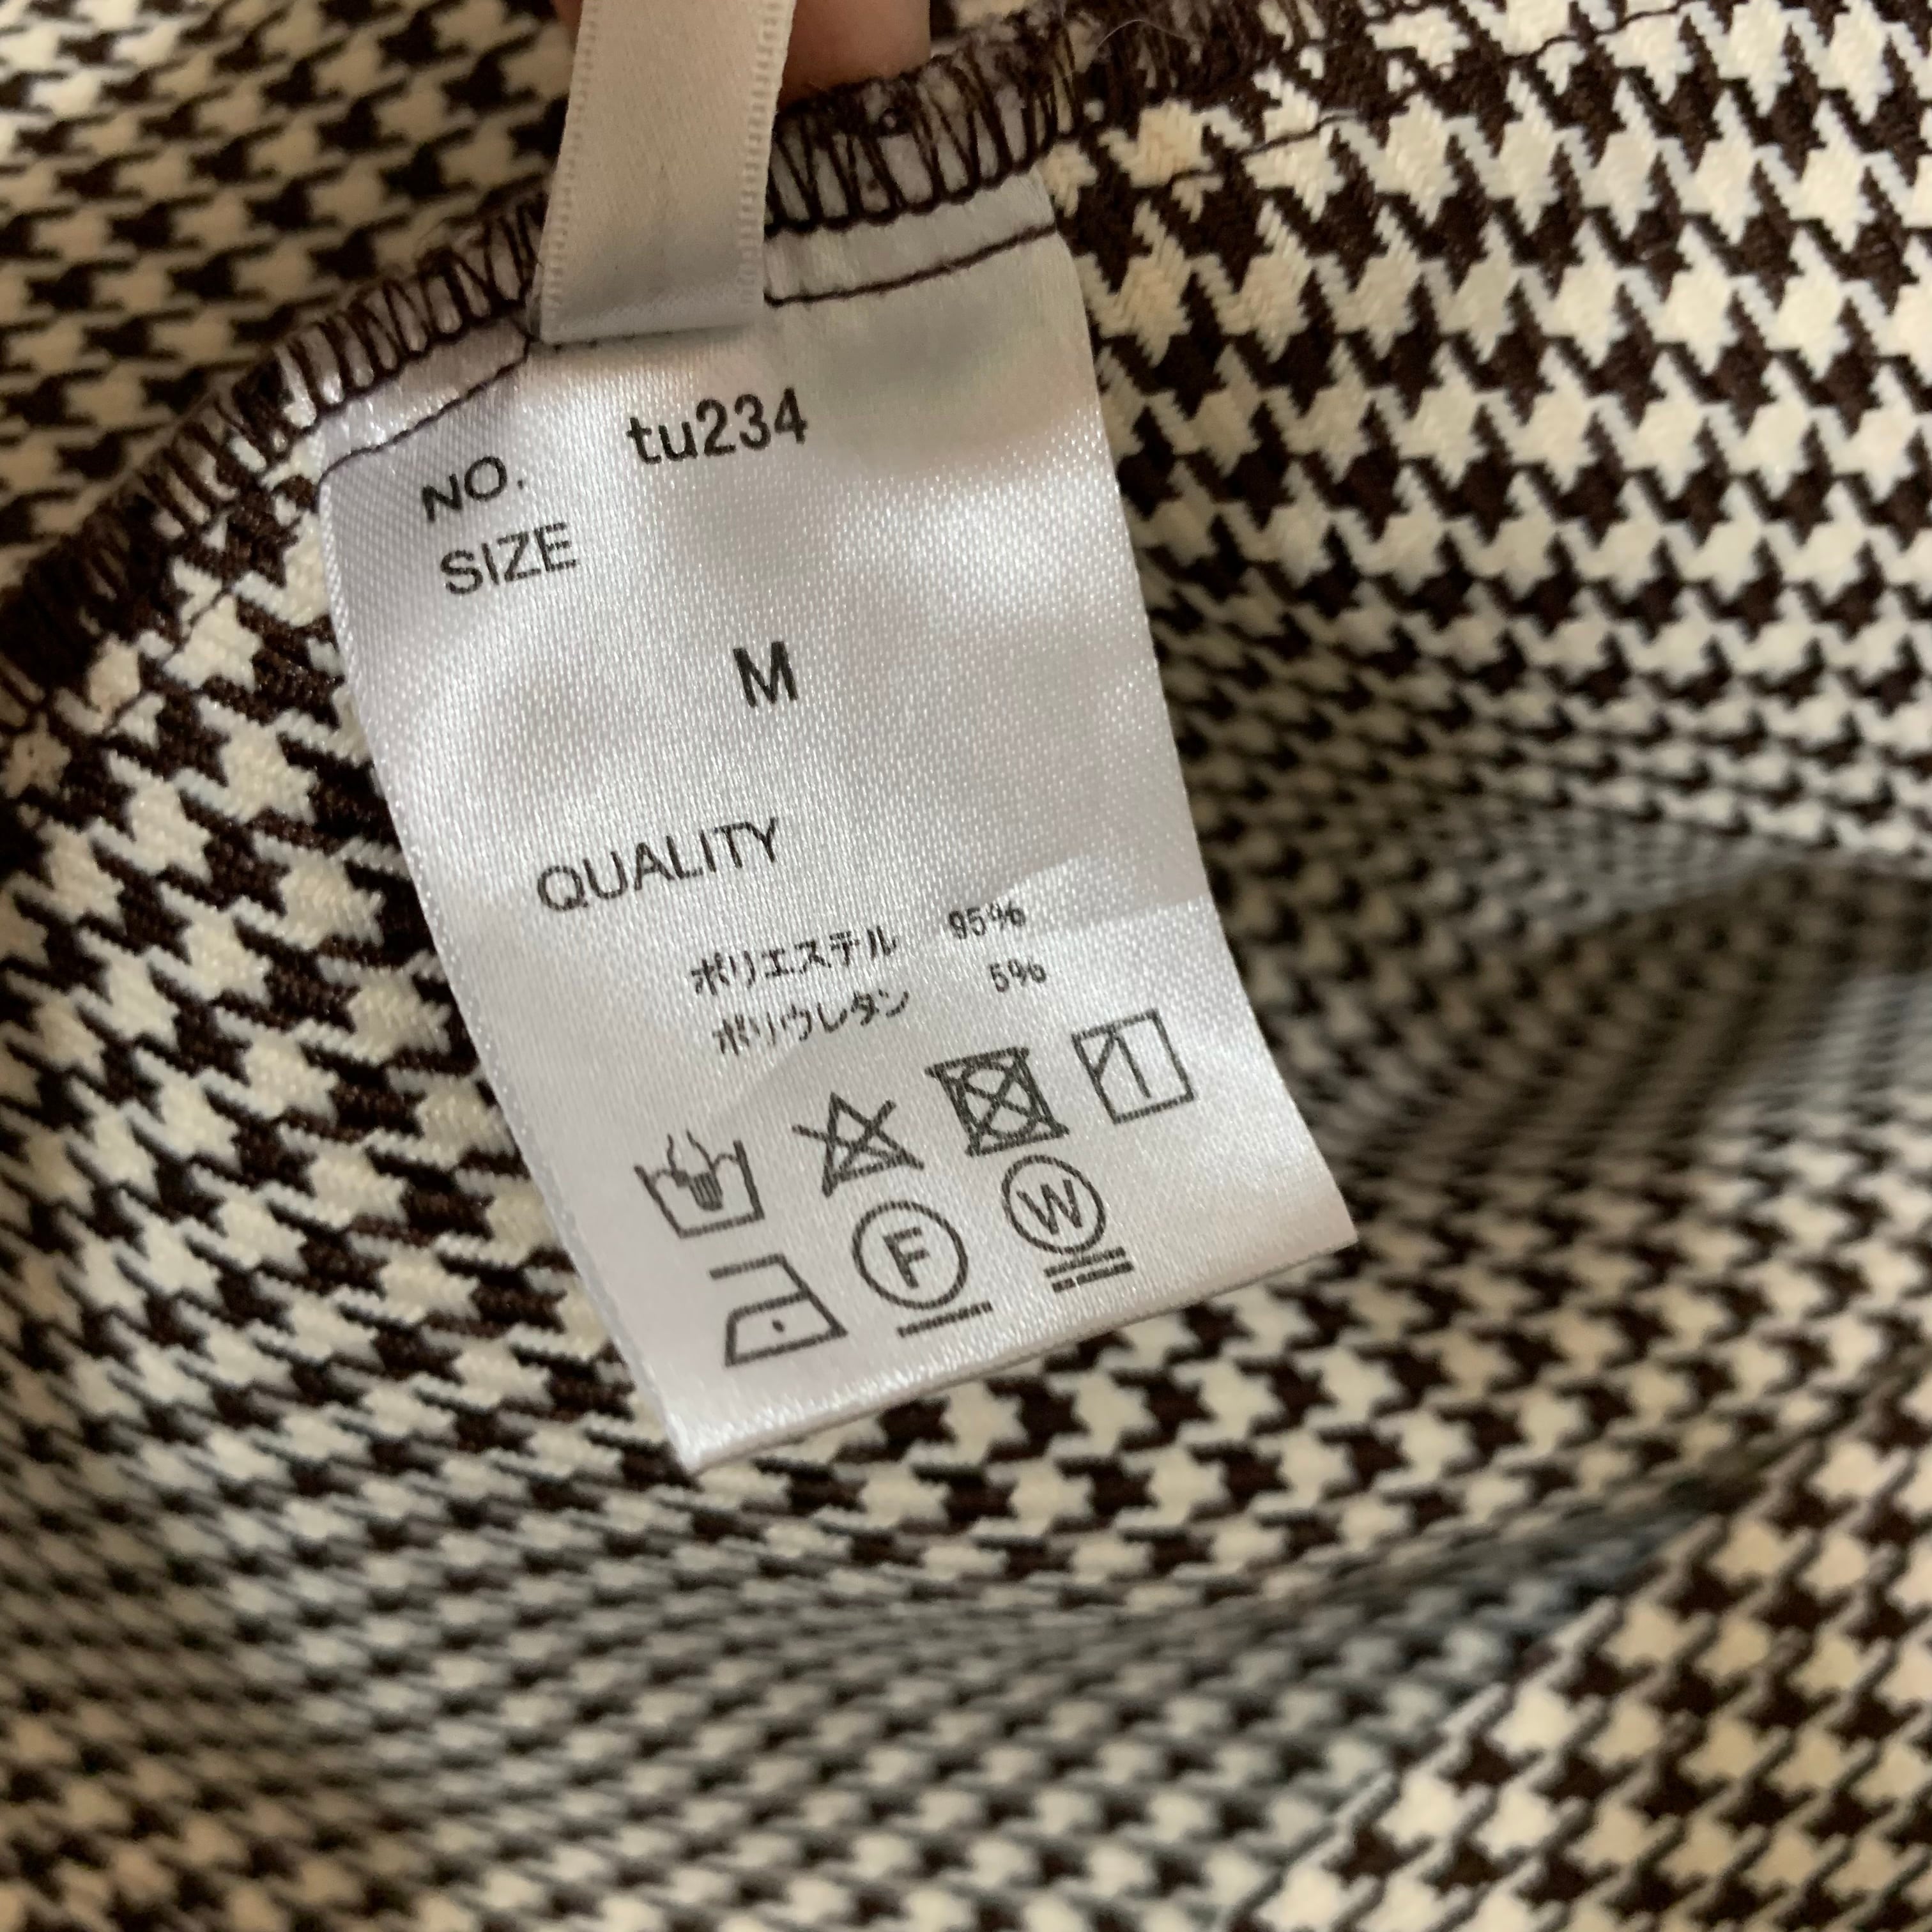 NO. tu234
SIZE
M
QUALITY
ポリエステル 95%
ポリウレタン 5%
F
W